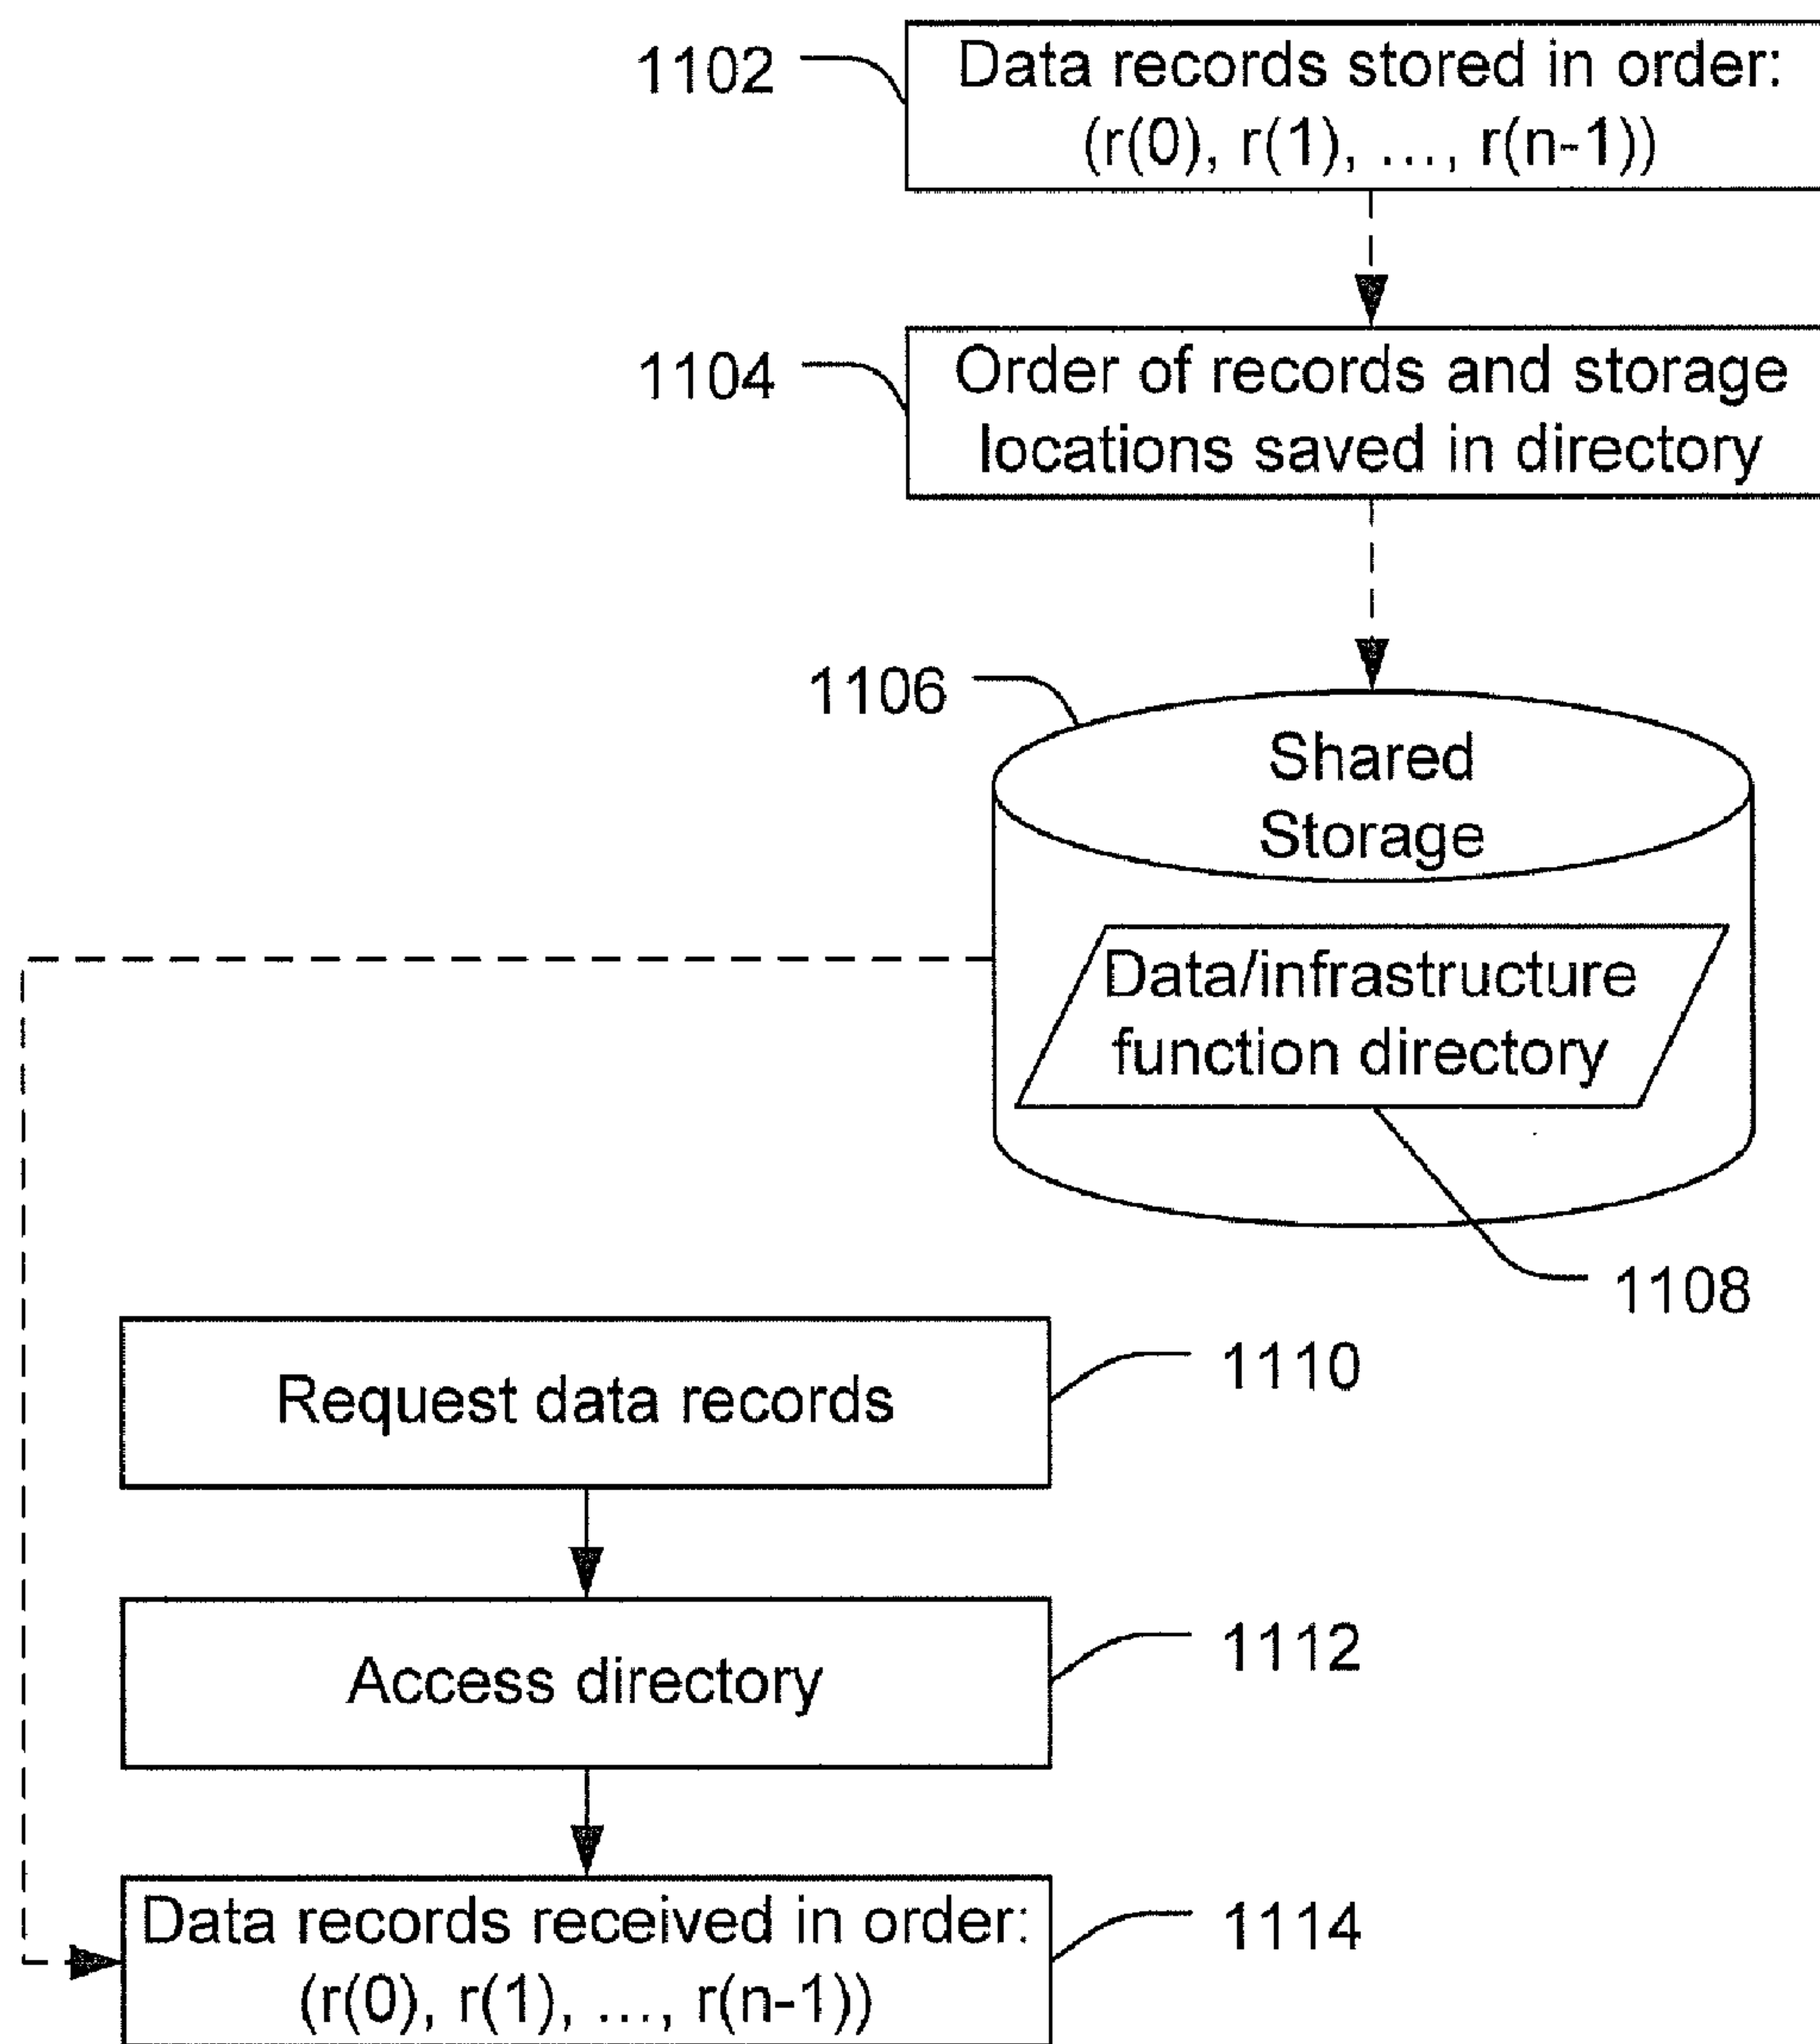 1102
Data records stored in order:
(r(0), r(1), ..., r(n-1))
1104
Order of records and storage
locations saved in directory
1106
Shared
Storage
Data/infrastructure
function directory
1108
Request data records
1110
Access directory
1112
Data records received in order:
(r(0), r(1), ..., r(n-1))
1114